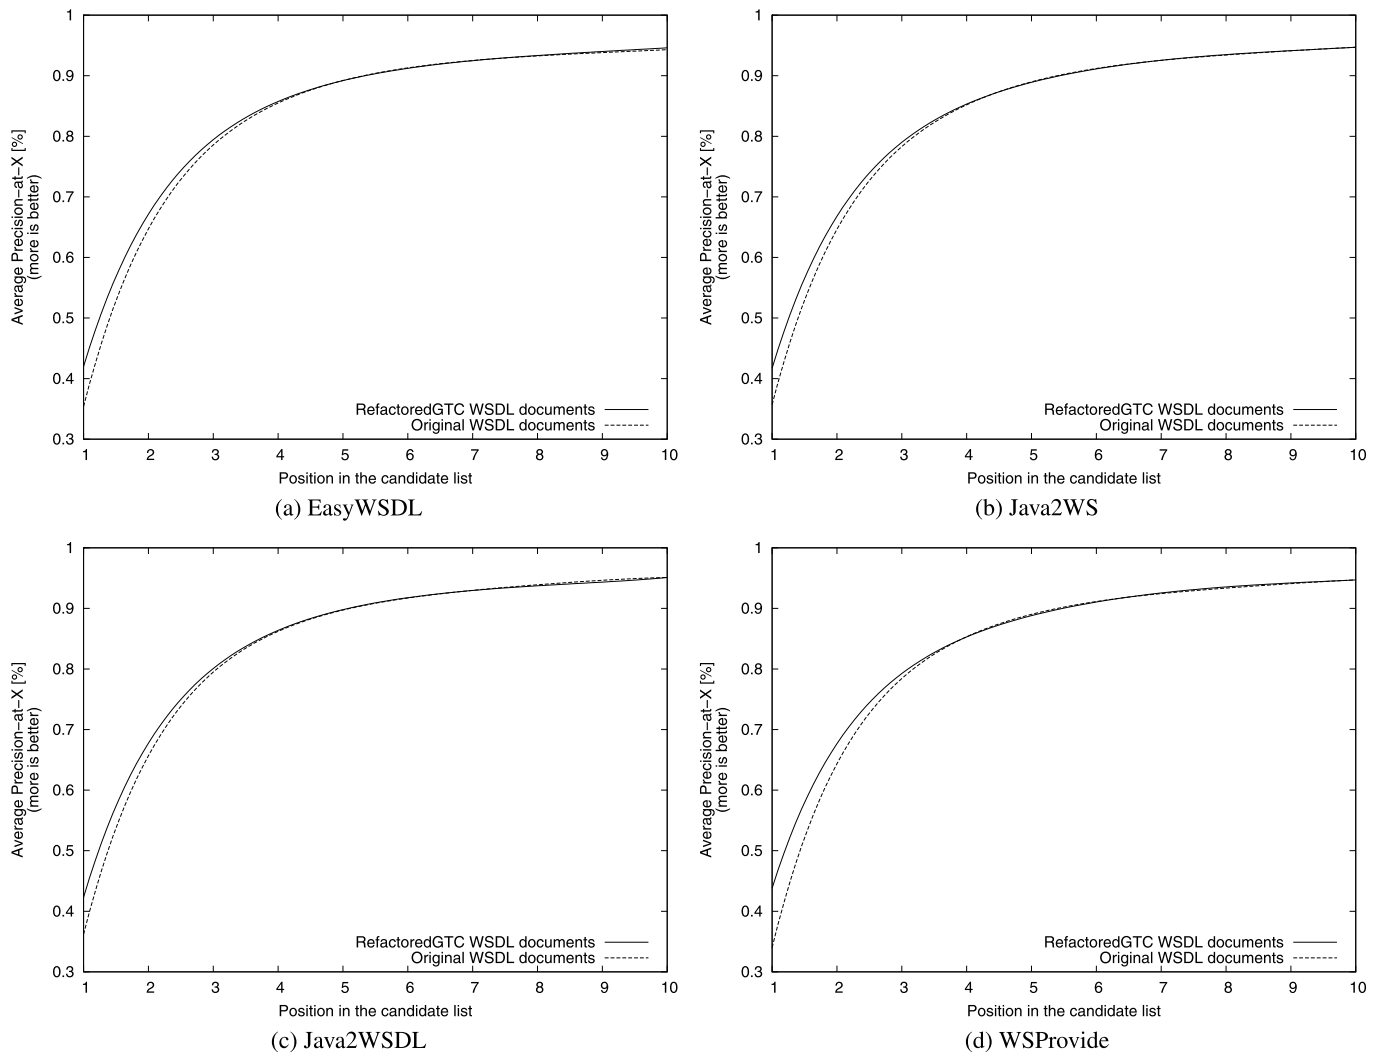 1
0.9
0.8
0.7
0.6
0.5
0.4
0.3
Average Precision−at−X [%]
(more is better)
RefactoredGTC WSDL documents
Original WSDL documents
1 2 3 4 5 6 7 8 9 10
Position in the candidate list
(a) EasyWSDL
1
0.9
0.8
0.7
0.6
0.5
0.4
0.3
Average Precision−at−X [%]
(more is better)
RefactoredGTC WSDL documents
Original WSDL documents
1 2 3 4 5 6 7 8 9 10
Position in the candidate list
(b) Java2WS
1
0.9
0.8
0.7
0.6
0.5
0.4
0.3
Average Precision−at−X [%]
(more is better)
RefactoredGTC WSDL documents
Original WSDL documents
1 2 3 4 5 6 7 8 9 10
Position in the candidate list
(c) Java2WSDL
1
0.9
0.8
0.7
0.6
0.5
0.4
0.3
Average Precision−at−X [%]
(more is better)
RefactoredGTC WSDL documents
Original WSDL documents
1 2 3 4 5 6 7 8 9 10
Position in the candidate list
(d) WSProvide